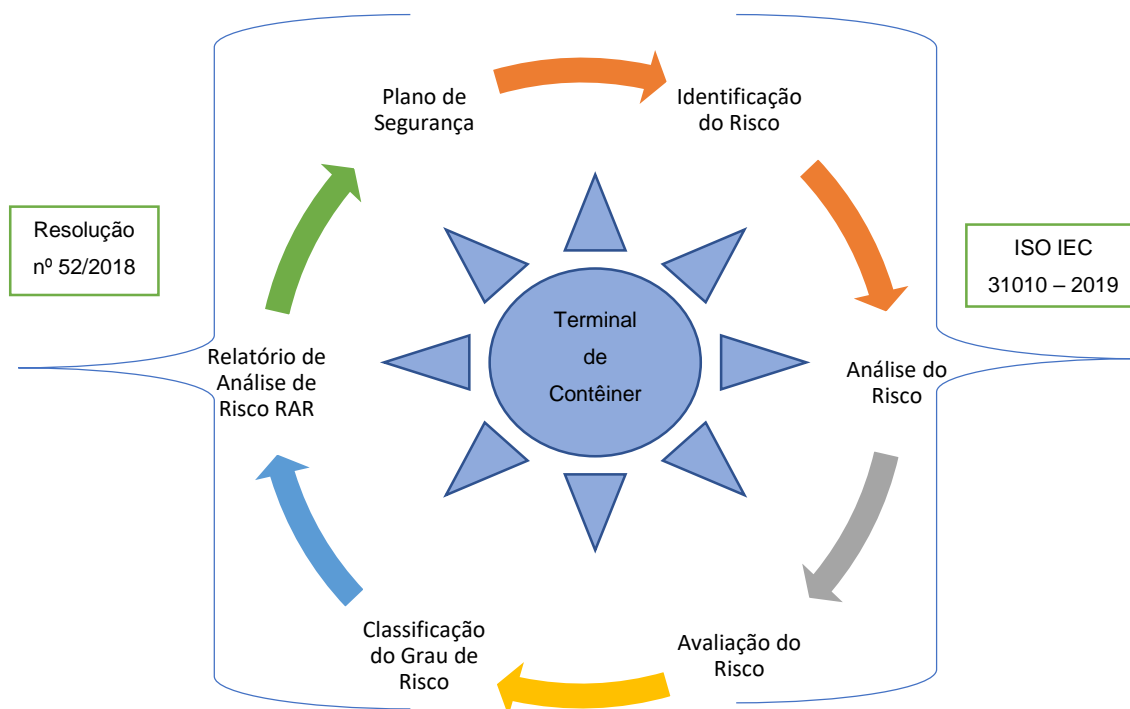 Plano de
Segurança
Identificação
do Risco
Resolução
nº 52/2018
ISO IEC
31010 – 2019
Terminal
de
Contêiner
Relatório de
Análise de
Risco RAR
Análise do
Risco
Classificação
do Grau de
Risco
Avaliação do
Risco